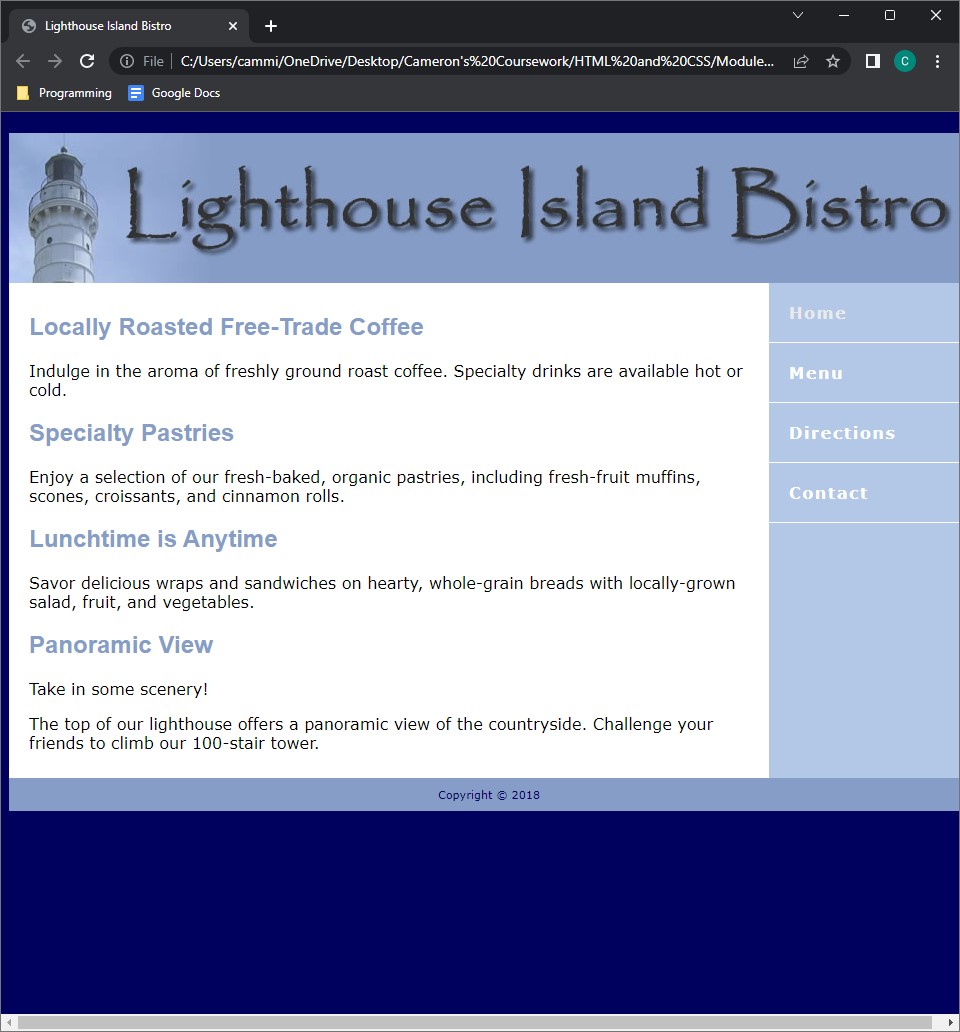 Lighthouse Island Bistro
File
C:/Users/cammi/OneDrive/Desktop/Cameron's%20Coursework/HTML%20and%20CSS/Module...
C
Programming
Google Docs
Lighthouse Island Bistro
Locally Roasted Free-Trade Coffee
Indulge in the aroma of freshly ground roast coffee. Specialty drinks are available hot or
cold.
Specialty Pastries
Enjoy a selection of our fresh-baked, organic pastries, including fresh-fruit muffins,
scones, croissants, and cinnamon rolls.
Lunchtime is Anytime
Savor delicious wraps and sandwiches on hearty, whole-grain breads with locally-grown
salad, fruit, and vegetables.
Panoramic View
Take in some scenery!
The top of our lighthouse offers a panoramic view of the countryside. Challenge your
friends to climb our 100-stair tower.
Home
Menu
Directions
Contact
Copyright © 2018